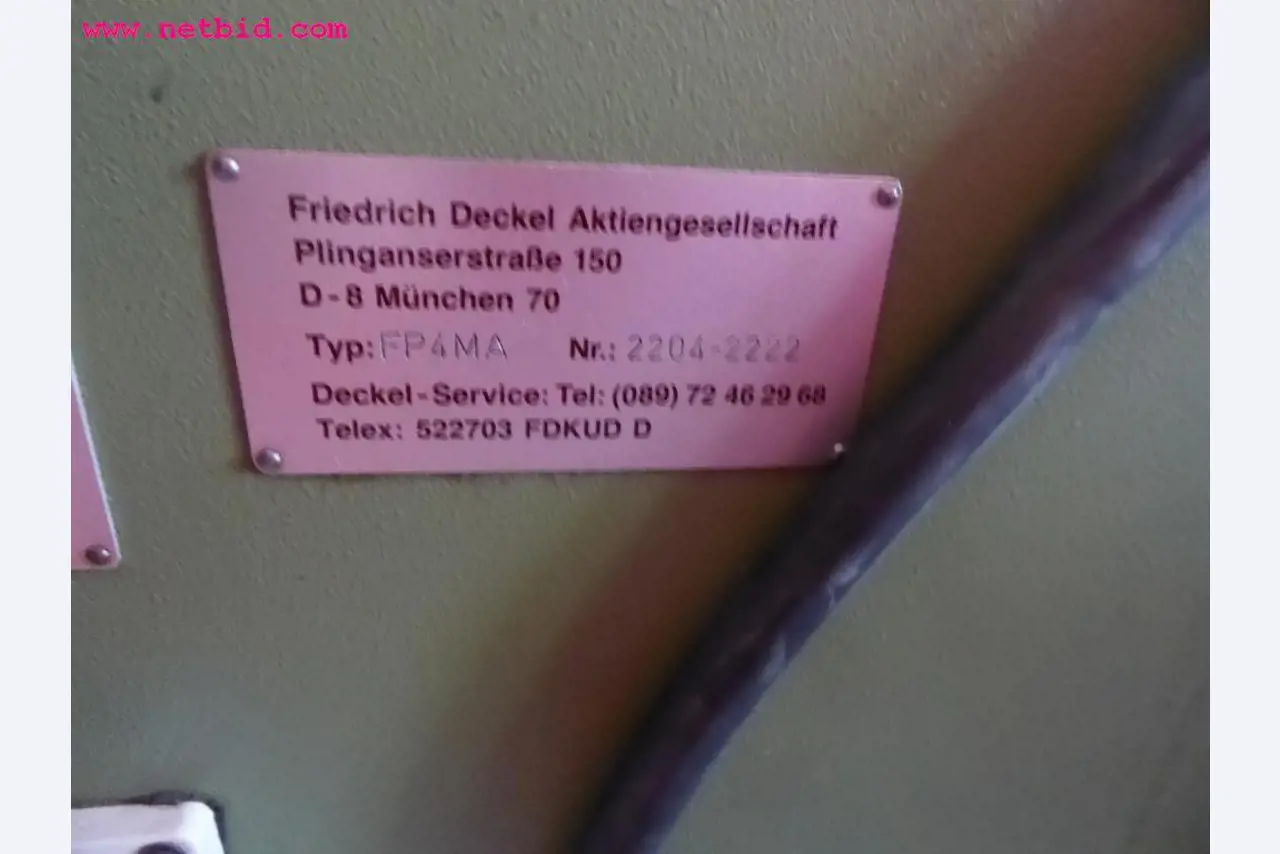 www.netbid.com
Friedrich Deckel Aktiengesellschaft
Plinganserstraße 150
D-8 München 70
Typ: FP4MA Nr.: 2204-2222
Deckel-Service: Tel: (089) 72 46 29 68
Telex: 522703 FDKUD D